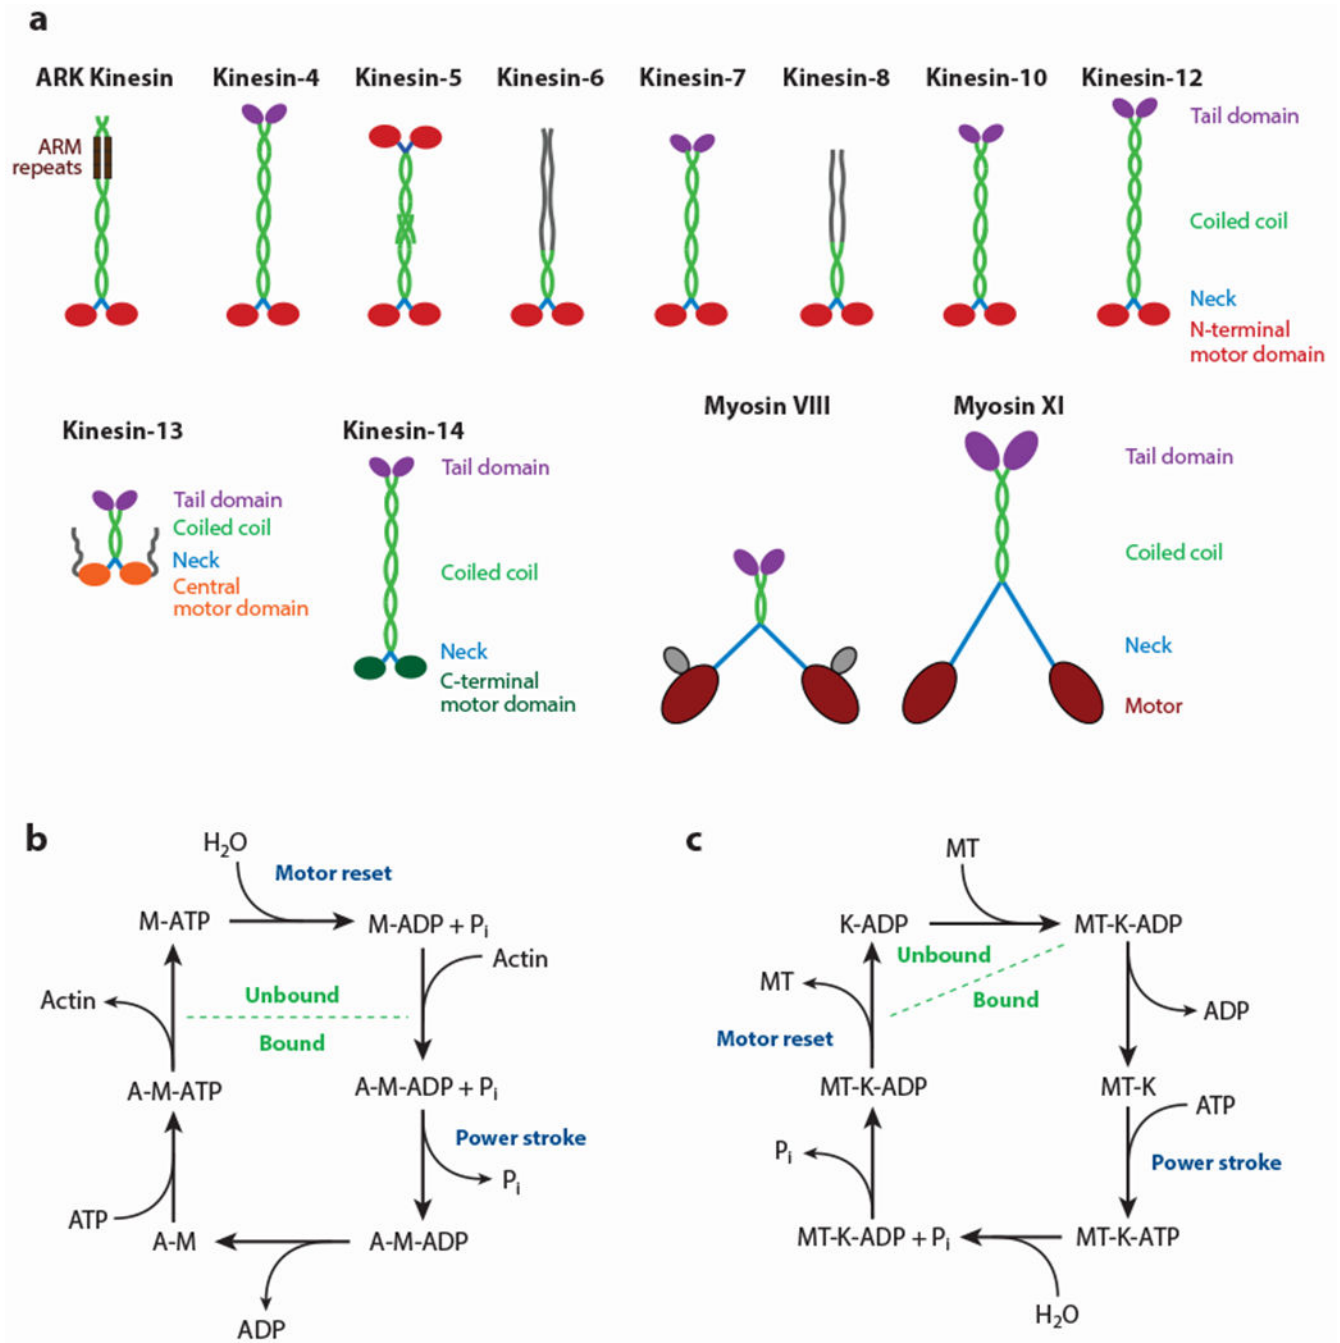 a
ARK Kinesin Kinesin-4 Kinesin-5 Kinesin-6 Kinesin-7 Kinesin-8 Kinesin-10 Kinesin-12
ARM
repeats
Tail domain
Coiled coil
Neck
N-terminal
motor domain
Kinesin-13
Tail domain
Coiled coil
Neck
Central
motor domain
Kinesin-14
Tail domain
Coiled coil
Neck
C-terminal
motor domain
Myosin VIII
Myosin XI
Tail domain
Coiled coil
Neck
Motor
b
H₂O
Motor reset
M-ATP
M-ADP + Pᵢ
Actin
Actin
Unbound
Bound
A-M-ATP
A-M-ADP + Pᵢ
Power stroke
Pᵢ
ATP
A-M
A-M-ADP
ADP
c
MT
K-ADP
MT-K-ADP
Unbound
MT
Bound
ADP
Motor reset
MT-K-ADP
MT-K
ATP
Pᵢ
Power stroke
MT-K-ADP + Pᵢ
MT-K-ATP
H₂O